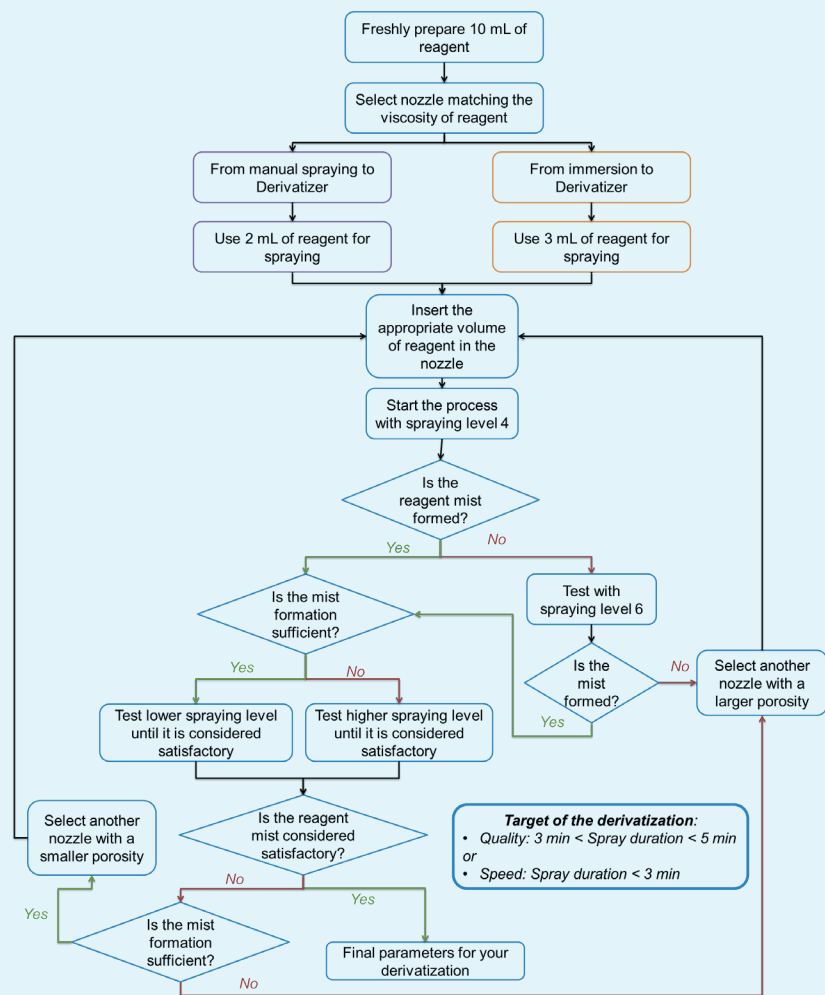 Freshly prepare 10 mL of
reagent
Select nozzle matching the
viscosity of reagent
From manual spraying to
Derivatizer
From immersion to
Derivatizer
Use 2 mL of reagent for
spraying
Use 3 mL of reagent for
spraying
Insert the
appropriate volume
of reagent in the
nozzle
Start the process
with spraying level 4
Is the
reagent mist
formed?
Yes
No
Is the mist
formation
sufficient?
Test with
spraying level 6
Is the
mist
formed?
No
Yes
Select another
nozzle with a
larger porosity
Yes
No
Test lower spraying level
until it is considered
satisfactory
Test higher spraying level
until it is considered
satisfactory
Select another
nozzle with a
smaller porosity
Is the reagent
mist considered
satisfactory?
Target of the derivatization:
• Quality: 3 min < Spray duration < 5 min
or
• Speed: Spray duration < 3 min
No
Yes
Yes
Is the mist
formation
sufficient?
Final parameters for your
derivatization
No